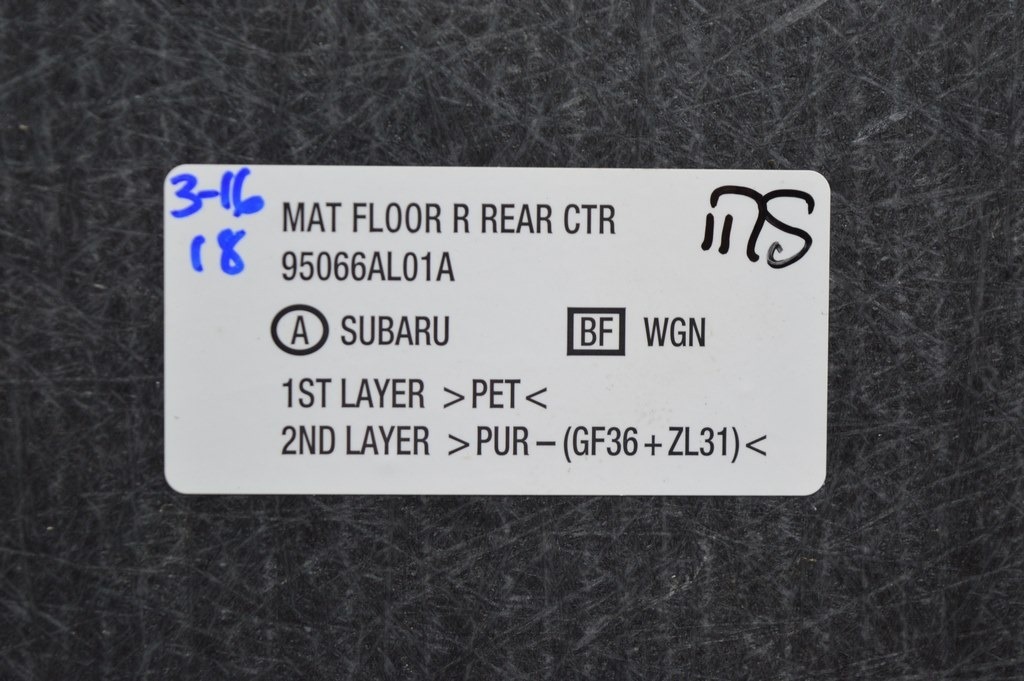 3-16
18
MAT FLOOR R REAR CTR
95066AL01A
A SUBARU BF WGN
1ST LAYER >PET<
2ND LAYER >PUR–(GF36+ZL31)<